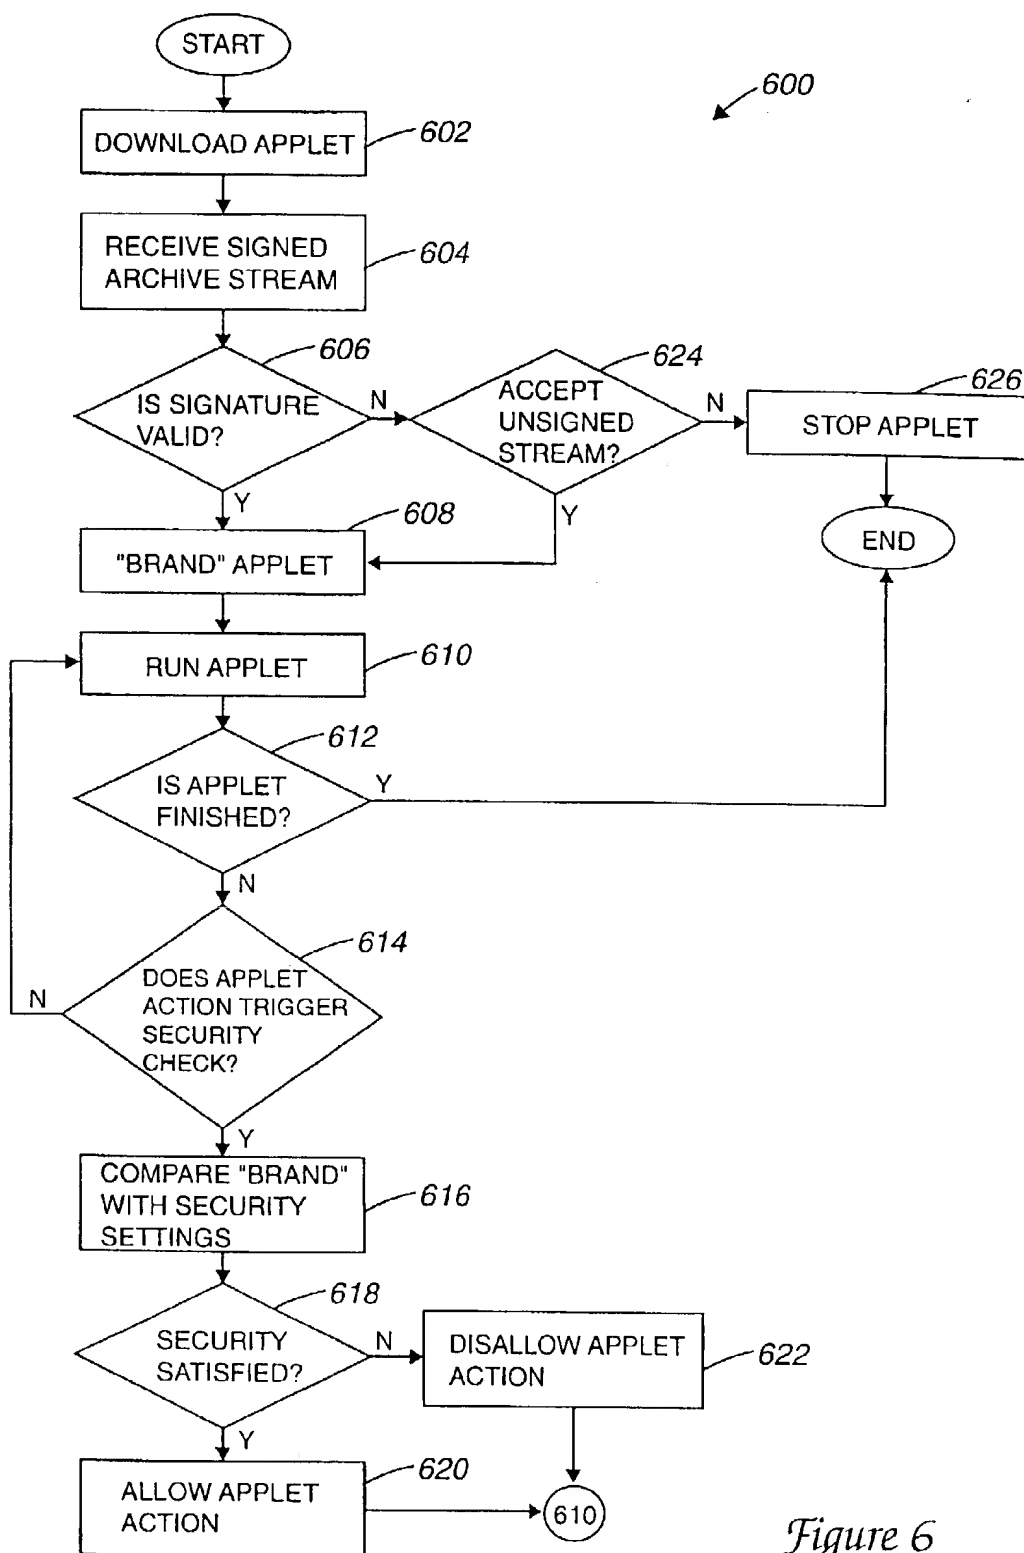 START
600
DOWNLOAD APPLET
602
RECEIVE SIGNED
ARCHIVE STREAM
604
606
IS SIGNATURE
VALID?
N
Y
624
ACCEPT
UNSIGNED
STREAM?
N
Y
626
STOP APPLET
END
608
"BRAND" APPLET
RUN APPLET
610
612
IS APPLET
FINISHED?
Y
N
614
DOES APPLET
ACTION TRIGGER
SECURITY
CHECK?
N
Y
COMPARE "BRAND"
WITH SECURITY
SETTINGS
616
618
SECURITY
SATISFIED?
N
Y
DISALLOW APPLET
ACTION
622
620
ALLOW APPLET
ACTION
610
Figure 6